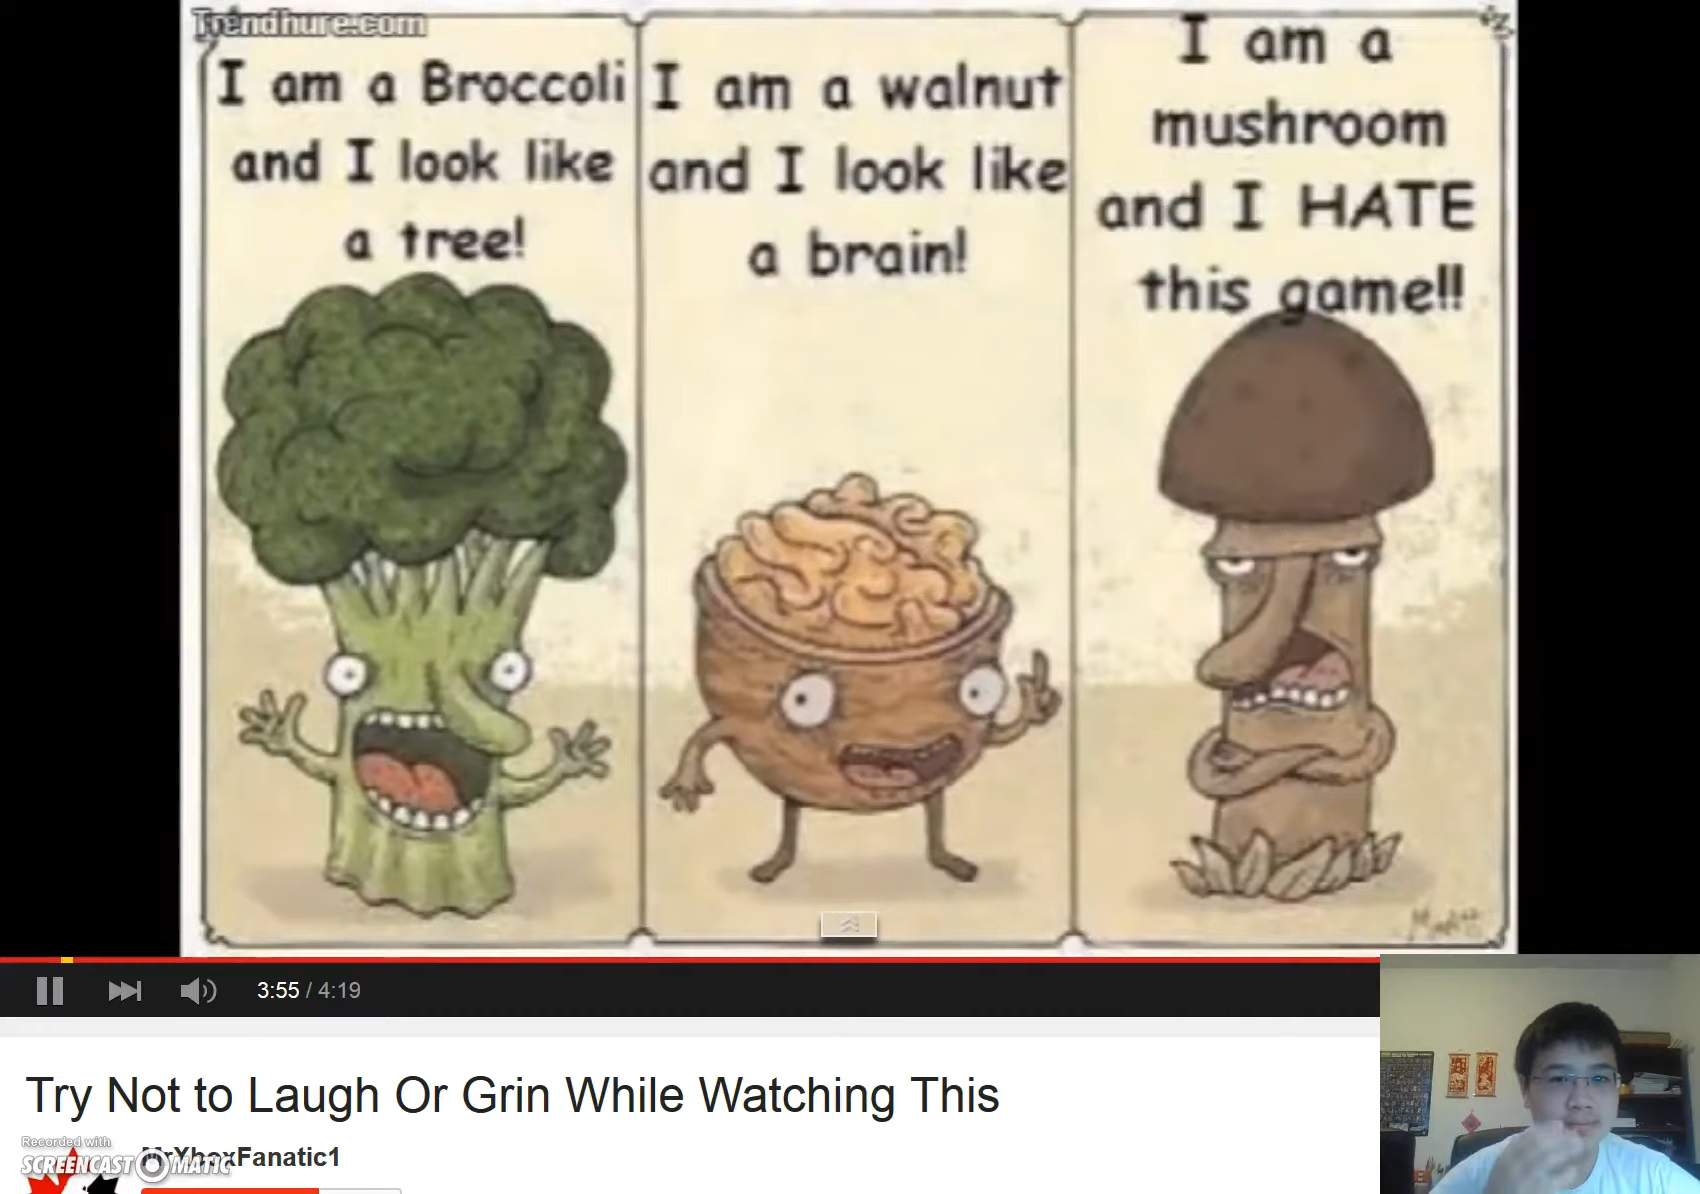 Trendhure.com
I am a Broccoli
and I look like
a tree!
I am a walnut
and I look like
a brain!
I am a
mushroom
and I HATE
this game!!
3:55 / 4:19
Try Not to Laugh Or Grin While Watching This
MrXboxFanatic1
Recorded with
SCREENCAST O MATIC